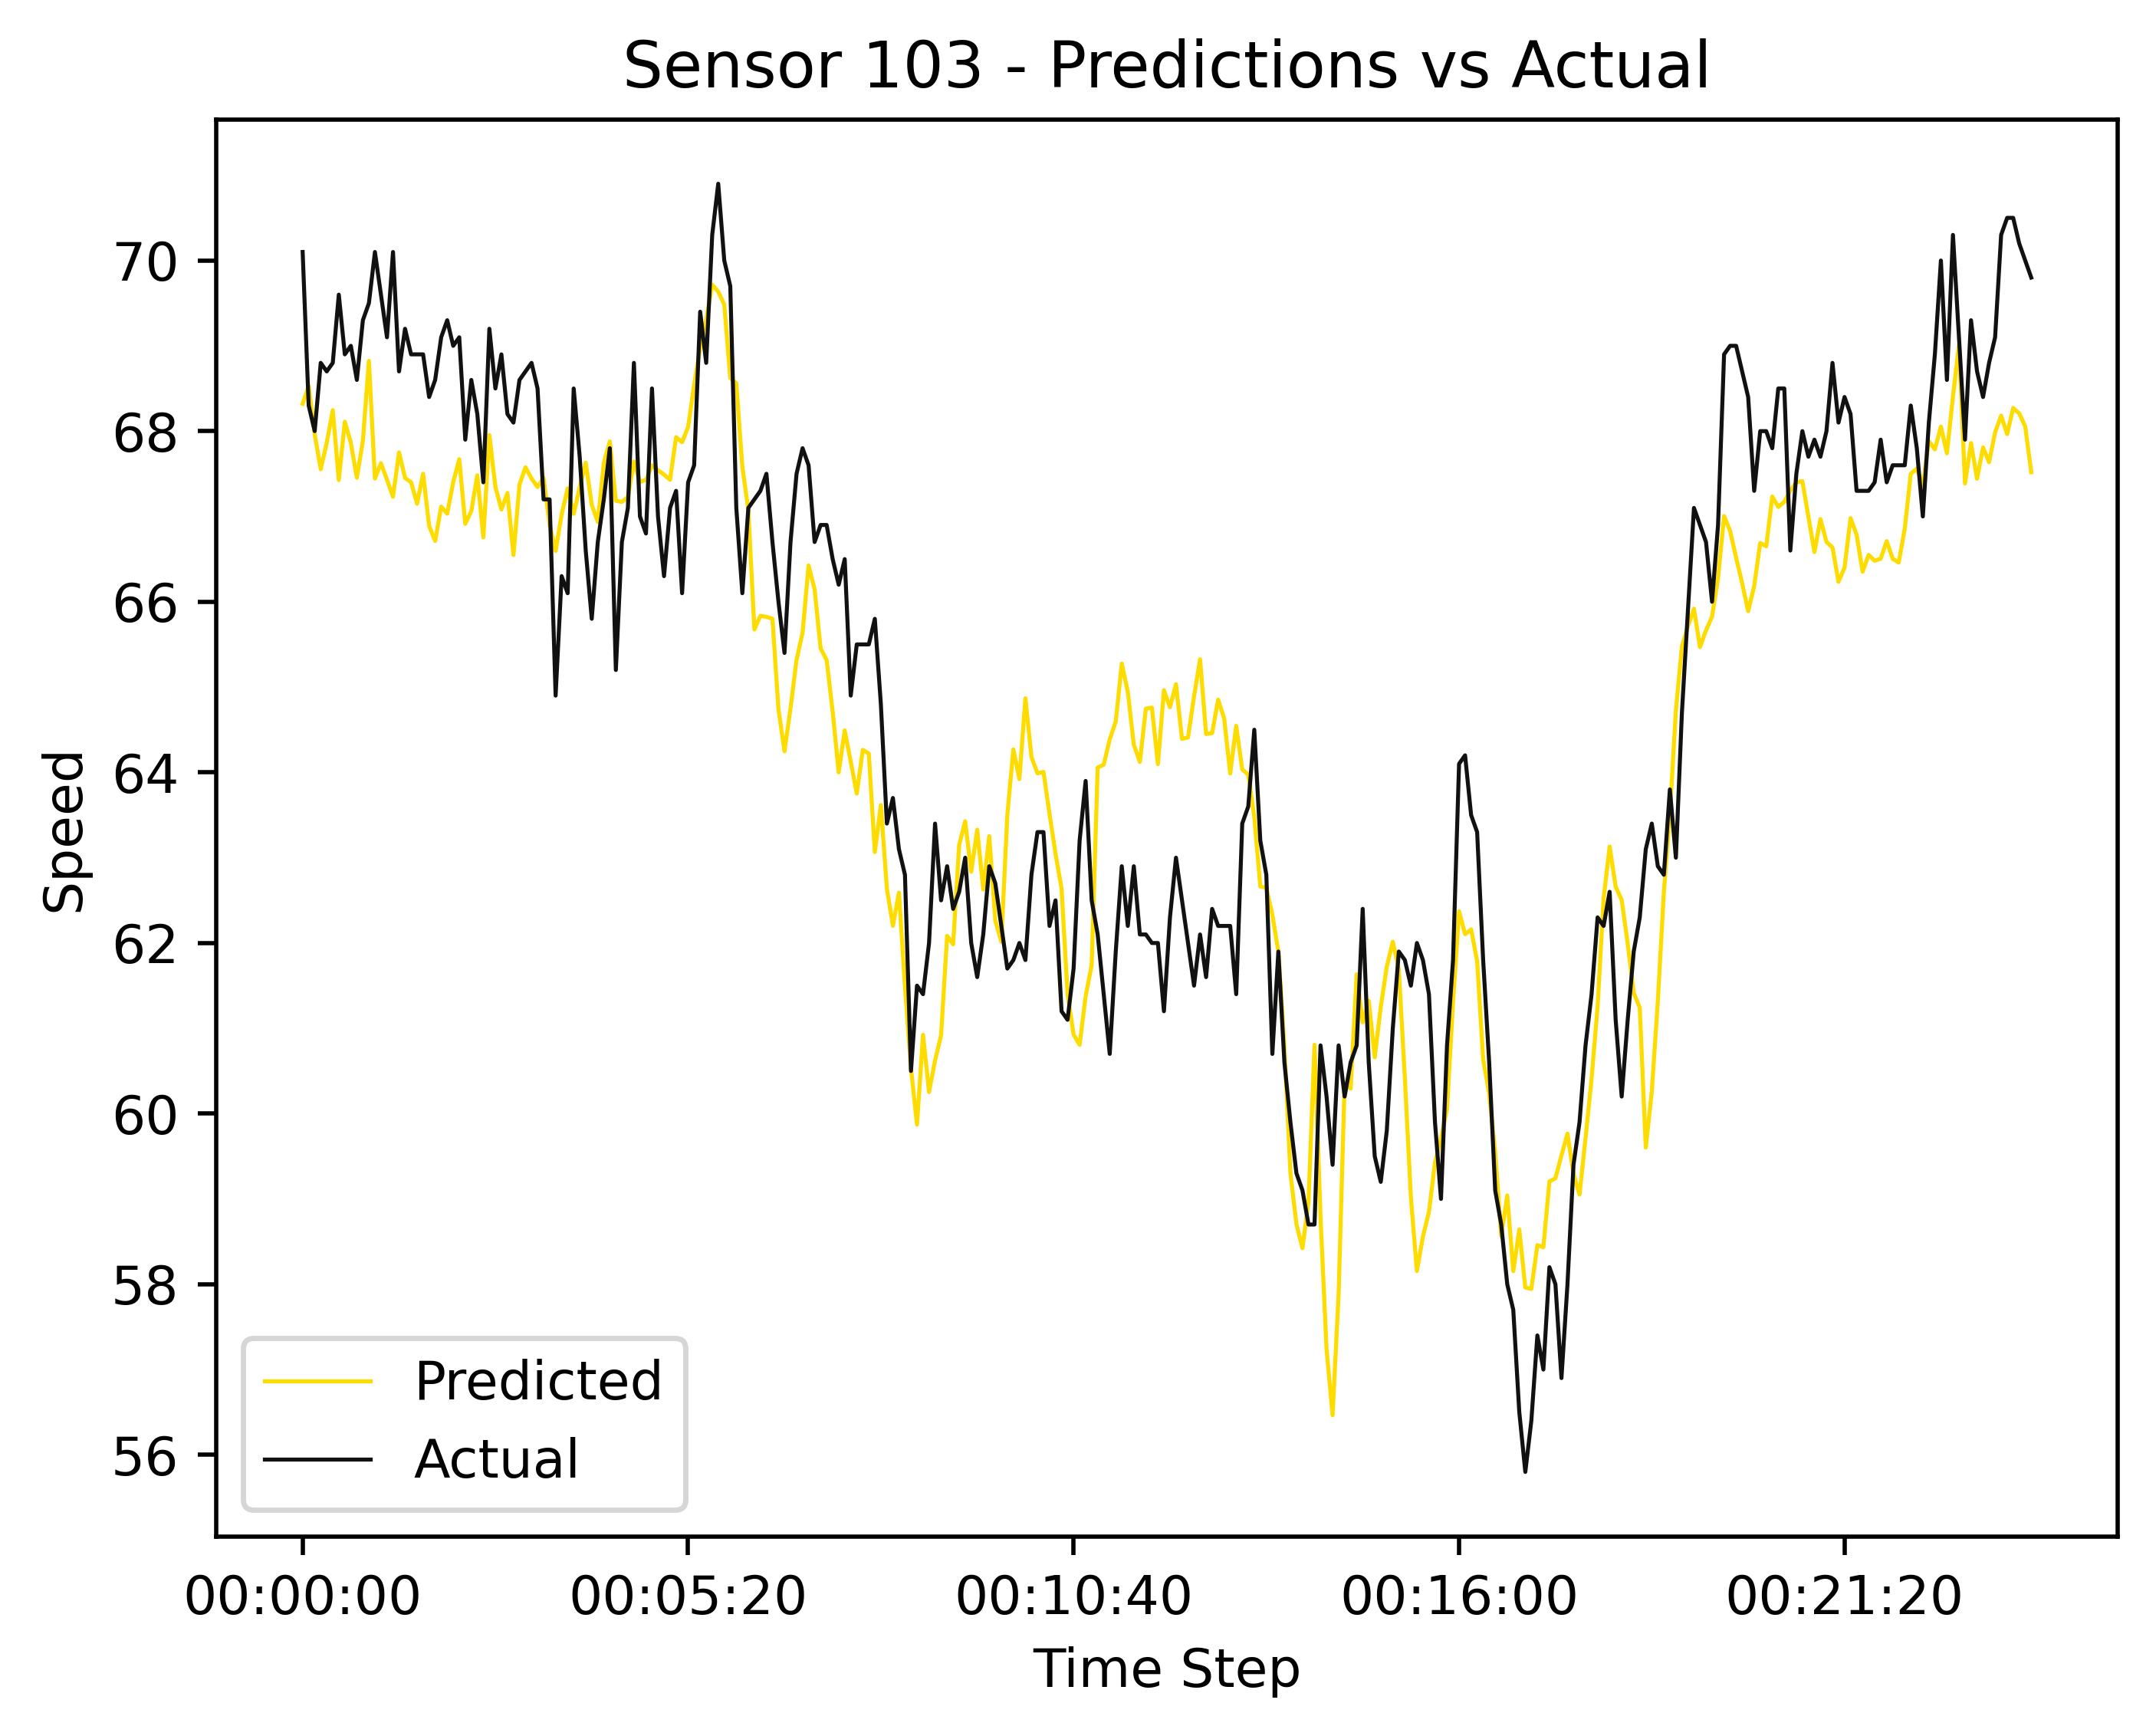 Sensor 103 - Predictions vs Actual
70
68
66
64
62
60
58
56
Speed
Predicted
Actual
00:00:00 00:05:20 00:10:40 00:16:00 00:21:20
Time Step